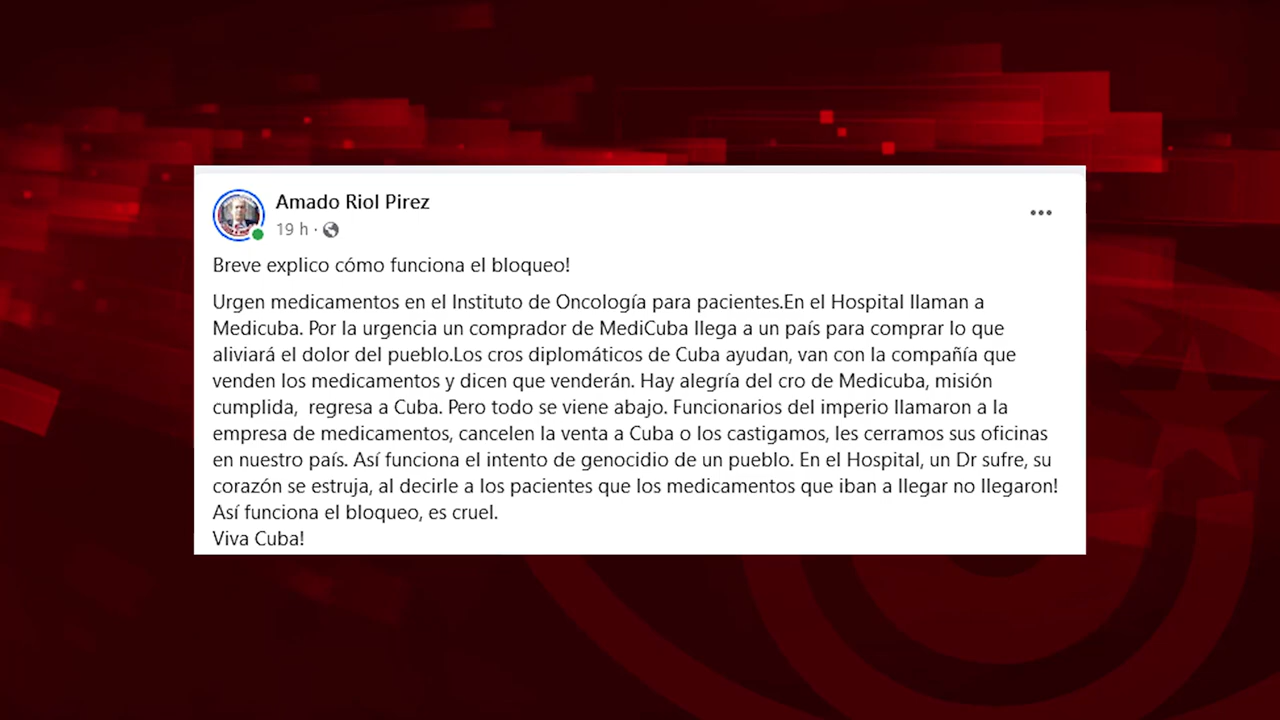 Amado Riol Pirez
19 h ·
Breve explico cómo funciona el bloqueo!
Urgen medicamentos en el Instituto de Oncología para pacientes.En el Hospital llaman a
Medicuba. Por la urgencia un comprador de MediCuba llega a un país para comprar lo que
aliviará el dolor del pueblo.Los cros diplomáticos de Cuba ayudan, van con la compañía que
venden los medicamentos y dicen que venderán. Hay alegría del cro de Medicuba, misión
cumplida,  regresa a Cuba. Pero todo se viene abajo. Funcionarios del imperio llamaron a la
empresa de medicamentos, cancelen la venta a Cuba o los castigamos, les cerramos sus oficinas
en nuestro país. Así funciona el intento de genocidio de un pueblo. En el Hospital, un Dr sufre, su
corazón se estruja, al decirle a los pacientes que los medicamentos que iban a llegar no llegaron!
Así funciona el bloqueo, es cruel.
Viva Cuba!